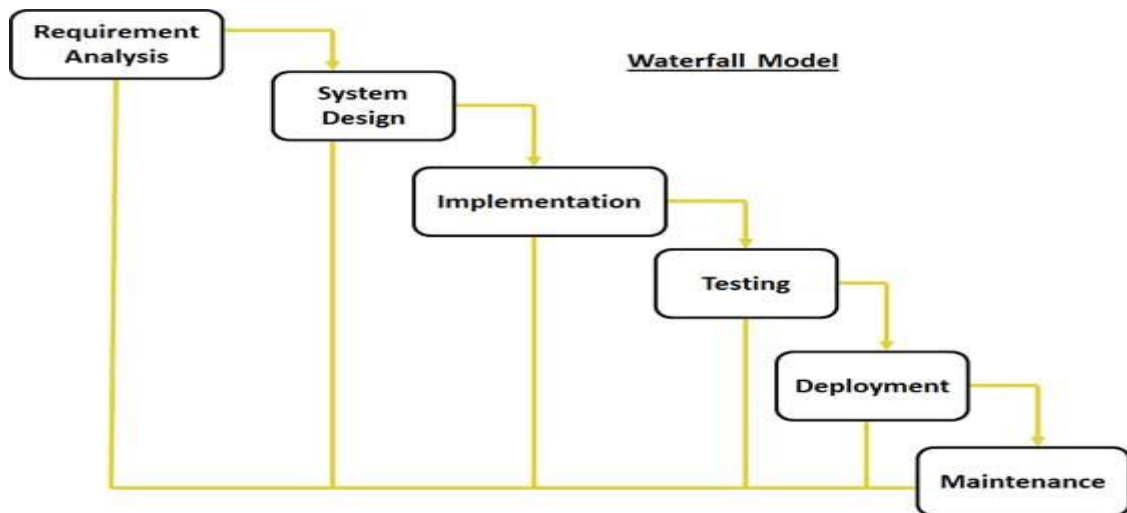 Requirement
Analysis
Waterfall Model
System
Design
Implementation
Testing
Deployment
Maintenance